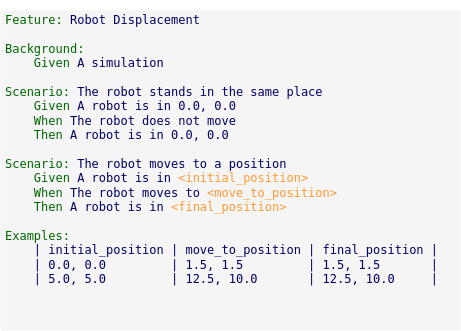 Feature: Robot Displacement

Background:
    Given A simulation

Scenario: The robot stands in the same place
    Given A robot is in 0.0, 0.0
    When The robot does not move
    Then A robot is in 0.0, 0.0

Scenario: The robot moves to a position
    Given A robot is in <initial_position>
    When The robot moves to <move_to_position>
    Then A robot is in <final_position>

Examples:
    | initial_position | move_to_position | final_position |
    | 0.0, 0.0         | 1.5, 1.5         | 1.5, 1.5       |
    | 5.0, 5.0         | 12.5, 10.0       | 12.5, 10.0     |